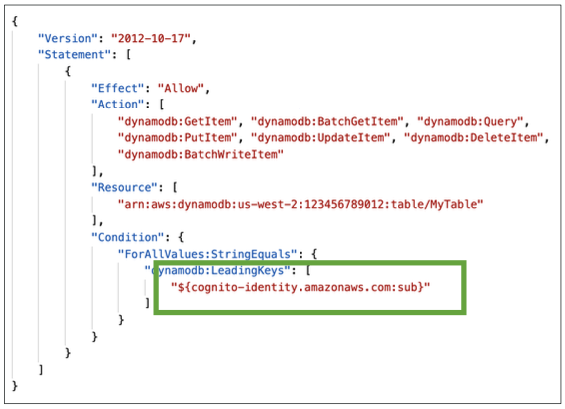 {
    "Version": "2012-10-17",
    "Statement": [
        {
            "Effect": "Allow",
            "Action": [
                "dynamodb:GetItem", "dynamodb:BatchGetItem", "dynamodb:Query",
                "dynamodb:PutItem", "dynamodb:UpdateItem", "dynamodb:DeleteItem",
                "dynamodb:BatchWriteItem"
            ],
            "Resource": [
                "arn:aws:dynamodb:us-west-2:123456789012:table/MyTable"
            ],
            "Condition": {
                "ForAllValues:StringEquals": {
                    "dynamodb:LeadingKeys": [
                        "${cognito-identity.amazonaws.com:sub}"
                    ]
                }
            }
        }
    ]
}